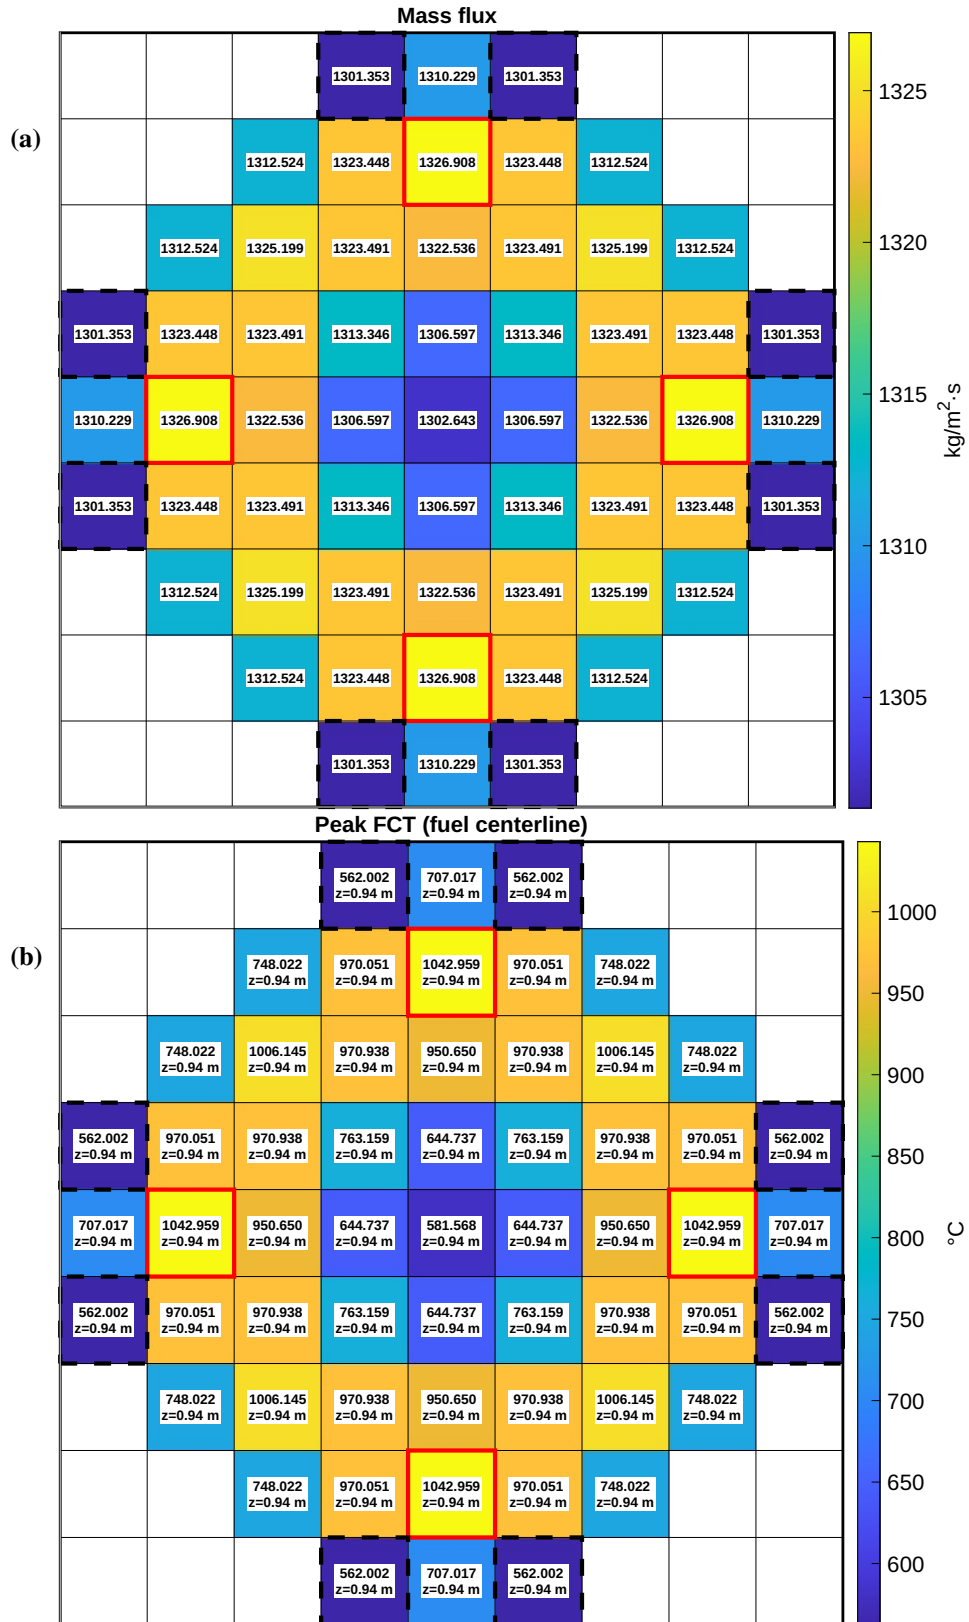 Mass flux
(a)
1301.353 1310.229 1301.353
1312.524 1323.448 1326.908 1323.448 1312.524
1312.524 1325.199 1323.491 1322.536 1323.491 1325.199 1312.524
1301.353 1323.448 1323.491 1313.346 1306.597 1313.346 1323.491 1323.448 1301.353
1310.229 1326.908 1322.536 1306.597 1302.643 1306.597 1322.536 1326.908 1310.229
1301.353 1323.448 1323.491 1313.346 1306.597 1313.346 1323.491 1323.448 1301.353
1312.524 1325.199 1323.491 1322.536 1323.491 1325.199 1312.524
1312.524 1323.448 1326.908 1323.448 1312.524
1301.353 1310.229 1301.353
1325
1320
1315
1310
1305
kg/m²·s
Peak FCT (fuel centerline)
(b)
562.002 707.017 562.002
z=0.94 m z=0.94 m z=0.94 m
748.022 970.051 1042.959 970.051 748.022
z=0.94 m z=0.94 m z=0.94 m z=0.94 m z=0.94 m
748.022 1006.145 970.938 950.650 970.938 1006.145 748.022
z=0.94 m z=0.94 m z=0.94 m z=0.94 m z=0.94 m z=0.94 m z=0.94 m
562.002 970.051 970.938 763.159 644.737 763.159 970.938 970.051 562.002
z=0.94 m z=0.94 m z=0.94 m z=0.94 m z=0.94 m z=0.94 m z=0.94 m z=0.94 m z=0.94 m
707.017 1042.959 950.650 644.737 581.568 644.737 950.650 1042.959 707.017
z=0.94 m z=0.94 m z=0.94 m z=0.94 m z=0.94 m z=0.94 m z=0.94 m z=0.94 m z=0.94 m
562.002 970.051 970.938 763.159 644.737 763.159 970.938 970.051 562.002
z=0.94 m z=0.94 m z=0.94 m z=0.94 m z=0.94 m z=0.94 m z=0.94 m z=0.94 m z=0.94 m
748.022 1006.145 970.938 950.650 970.938 1006.145 748.022
z=0.94 m z=0.94 m z=0.94 m z=0.94 m z=0.94 m z=0.94 m z=0.94 m
748.022 970.051 1042.959 970.051 748.022
z=0.94 m z=0.94 m z=0.94 m z=0.94 m z=0.94 m
562.002 707.017 562.002
z=0.94 m z=0.94 m z=0.94 m
1000
950
900
850
800
750
700
650
600
°C